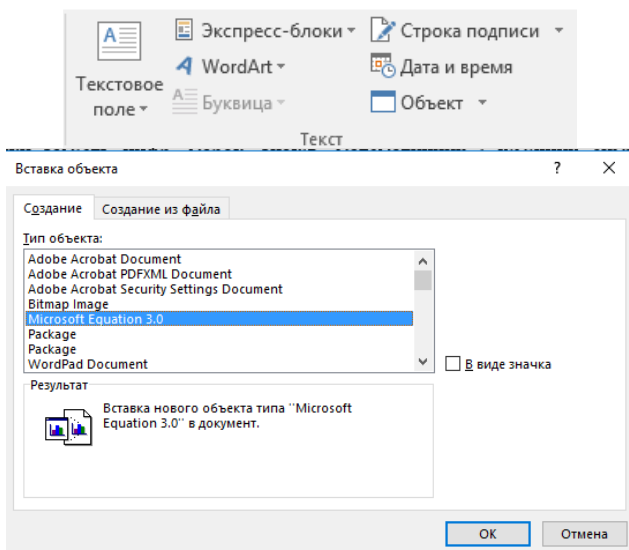 Текстовое
поле
Экспресс-блоки
WordArt
Буквица
Строка подписи
Дата и время
Объект
Текст
Вставка объекта ? ×
Создание Создание из файла
Тип объекта:
Adobe Acrobat Document
Adobe Acrobat PDFXML Document
Adobe Acrobat Security Settings Document
Bitmap Image
Microsoft Equation 3.0
Package
Package
WordPad Document
В виде значка
Результат
Вставка нового объекта типа "Microsoft
Equation 3.0" в документ.
ОК Отмена